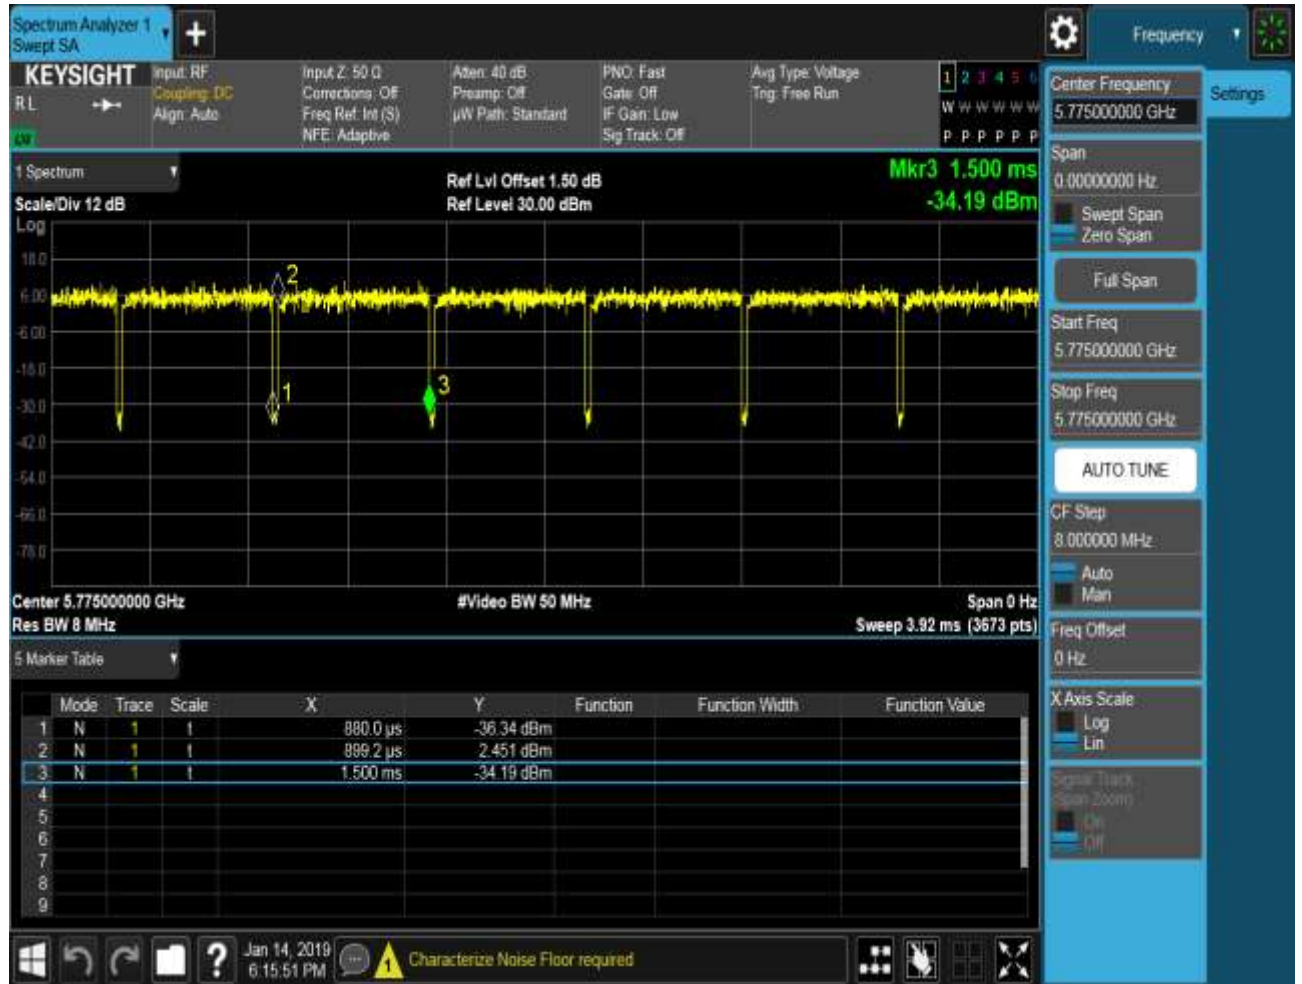 Spectrum Analyzer 1
Swept SA
Frequency
KEYSIGHT
RL
Input: RF
Coupling: DC
Align: Auto
Input Z: 50 Ω
Corrections: Off
Freq Ref: Int (S)
NFE: Adaptive
Atten: 40 dB
Preamp: Off
µW Path: Standard
PNO: Fast
Gate: Off
IF Gain: Low
Sig Track: Off
Avg Type: Voltage
Trig: Free Run
1 2 3 4 5 6
W W W W W W
P P P P P P
1 Spectrum
Scale/Div 12 dB
Ref Lvl Offset 1.50 dB
Ref Level 30.00 dBm
Mkr3 1.500 ms
-34.19 dBm
Log
18.0
6.00
-6.00
-18.0
-30.0
-42.0
-54.0
-66.0
-78.0
2
1
3
Center 5.775000000 GHz
#Video BW 50 MHz
Span 0 Hz
Res BW 8 MHz
Sweep 3.92 ms (3673 pts)
5 Marker Table
Mode Trace Scale X Y Function Function Width Function Value
1 N 1 t 880.0 µs -36.34 dBm
2 N 1 t 899.2 µs 2.451 dBm
3 N 1 t 1.500 ms -34.19 dBm
4
5
6
7
8
9
Jan 14, 2019
6:15:51 PM
Characterize Noise Floor required
Center Frequency
5.775000000 GHz
Settings
Span
0.00000000 Hz
Swept Span
Zero Span
Full Span
Start Freq
5.775000000 GHz
Stop Freq
5.775000000 GHz
AUTO TUNE
CF Step
8.000000 MHz
Auto
Man
Freq Offset
0 Hz
X Axis Scale
Log
Lin
Signal Track
(Span Zoom)
On
Off